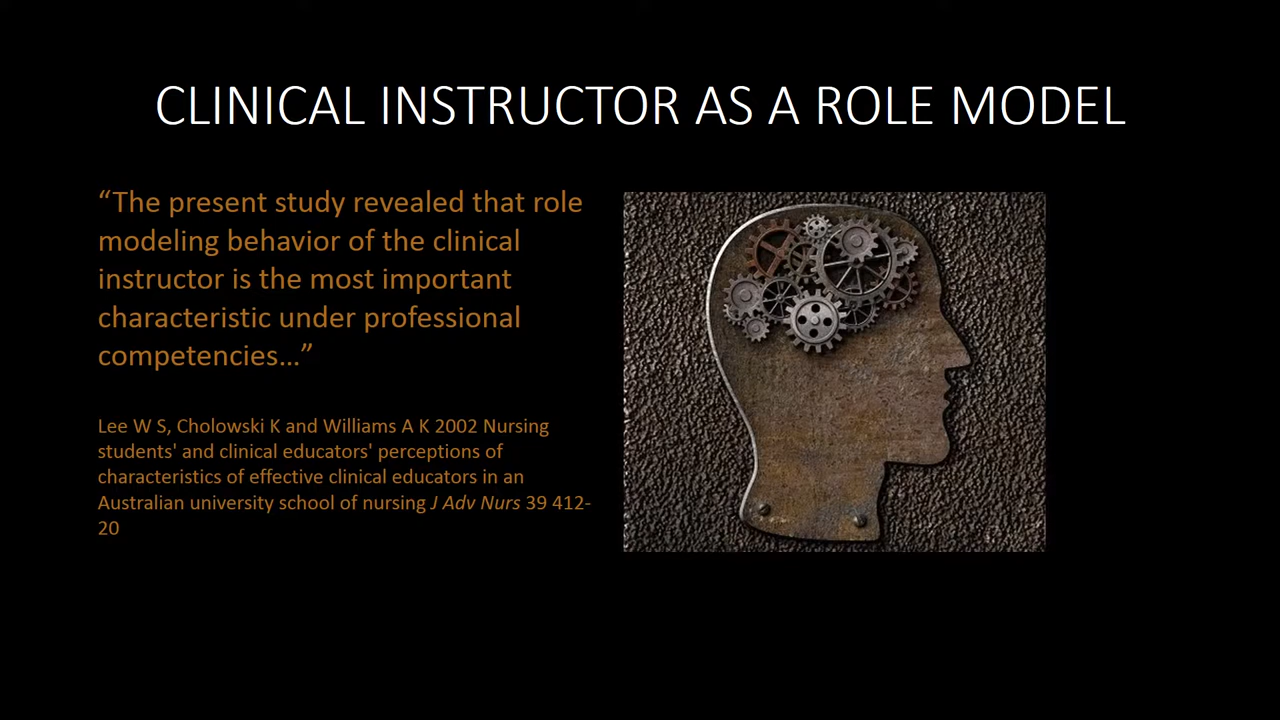 CLINICAL INSTRUCTOR AS A ROLE MODEL
“The present study revealed that role
modeling behavior of the clinical
instructor is the most important
characteristic under professional
competencies…”
Lee W S, Cholowski K and Williams A K 2002 Nursing
students' and clinical educators' perceptions of
characteristics of effective clinical educators in an
Australian university school of nursing J Adv Nurs 39 412-
20